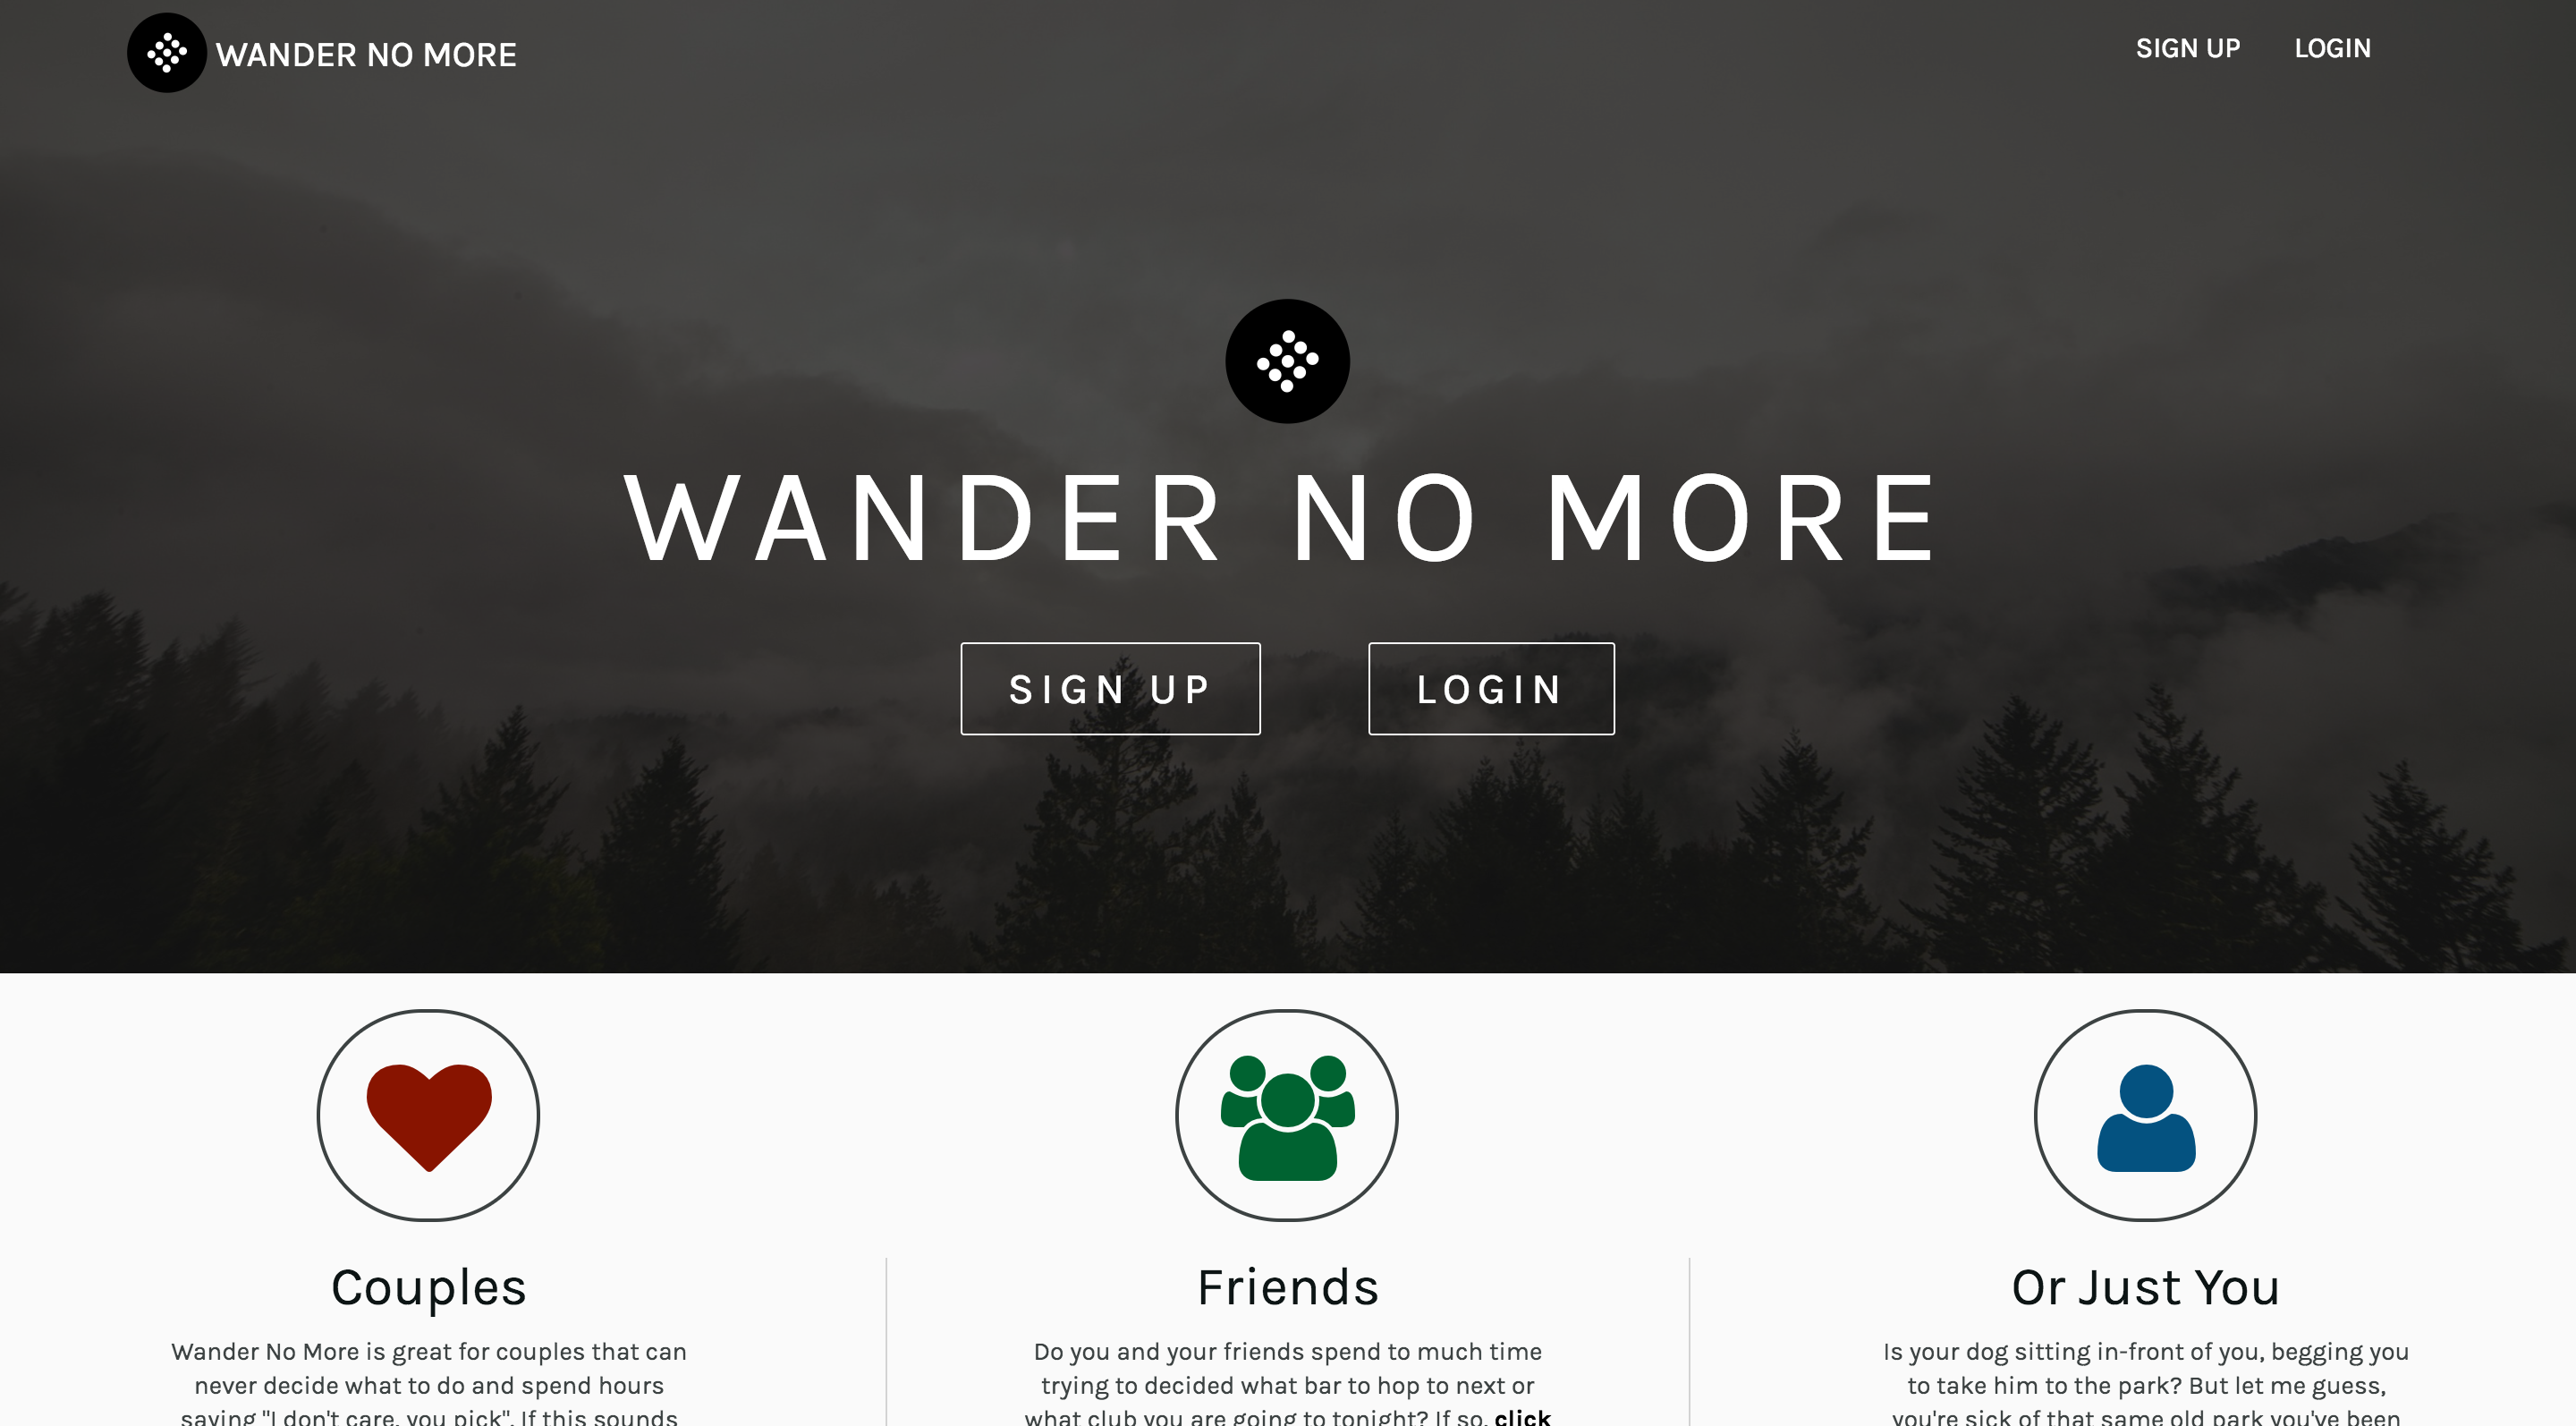 WANDER NO MORE
SIGN UP
LOGIN
WANDER NO MORE
SIGN UP
LOGIN
Couples
Wander No More is great for couples that can
never decide what to do and spend hours
saying "I don't care, you pick". If this sounds
Friends
Do you and your friends spend to much time
trying to decided what bar to hop to next or
what club you are going to tonight? If so, click
Or Just You
Is your dog sitting in-front of you, begging you
to take him to the park? But let me guess,
you're sick of that same old park you've been